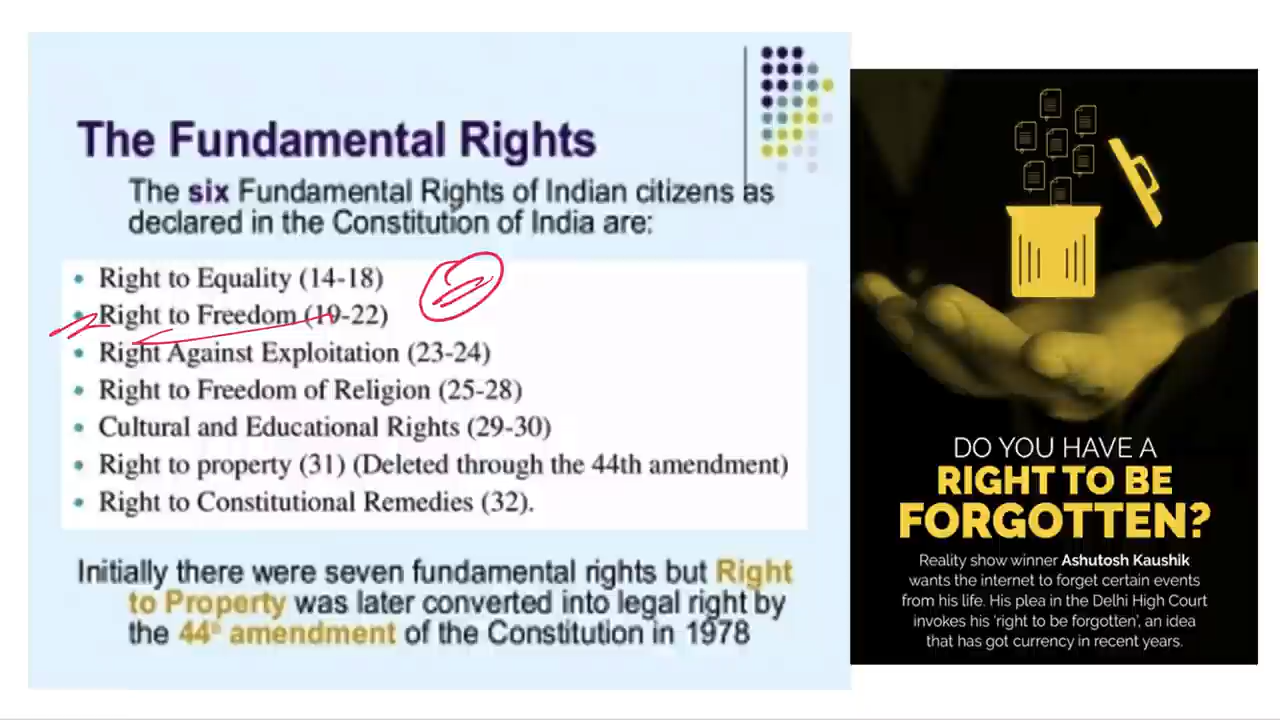 The Fundamental Rights
The six Fundamental Rights of Indian citizens as
declared in the Constitution of India are:
• Right to Equality (14-18)
• Right to Freedom (19-22)
• Right Against Exploitation (23-24)
• Right to Freedom of Religion (25-28)
• Cultural and Educational Rights (29-30)
• Right to property (31) (Deleted through the 44th amendment)
• Right to Constitutional Remedies (32).
Initially there were seven fundamental rights but Right
to Property was later converted into legal right by
the 44th amendment of the Constitution in 1978
DO YOU HAVE A
RIGHT TO BE
FORGOTTEN?
Reality show winner Ashutosh Kaushik
wants the internet to forget certain events
from his life. His plea in the Delhi High Court
invokes his 'right to be forgotten', an idea
that has got currency in recent years.